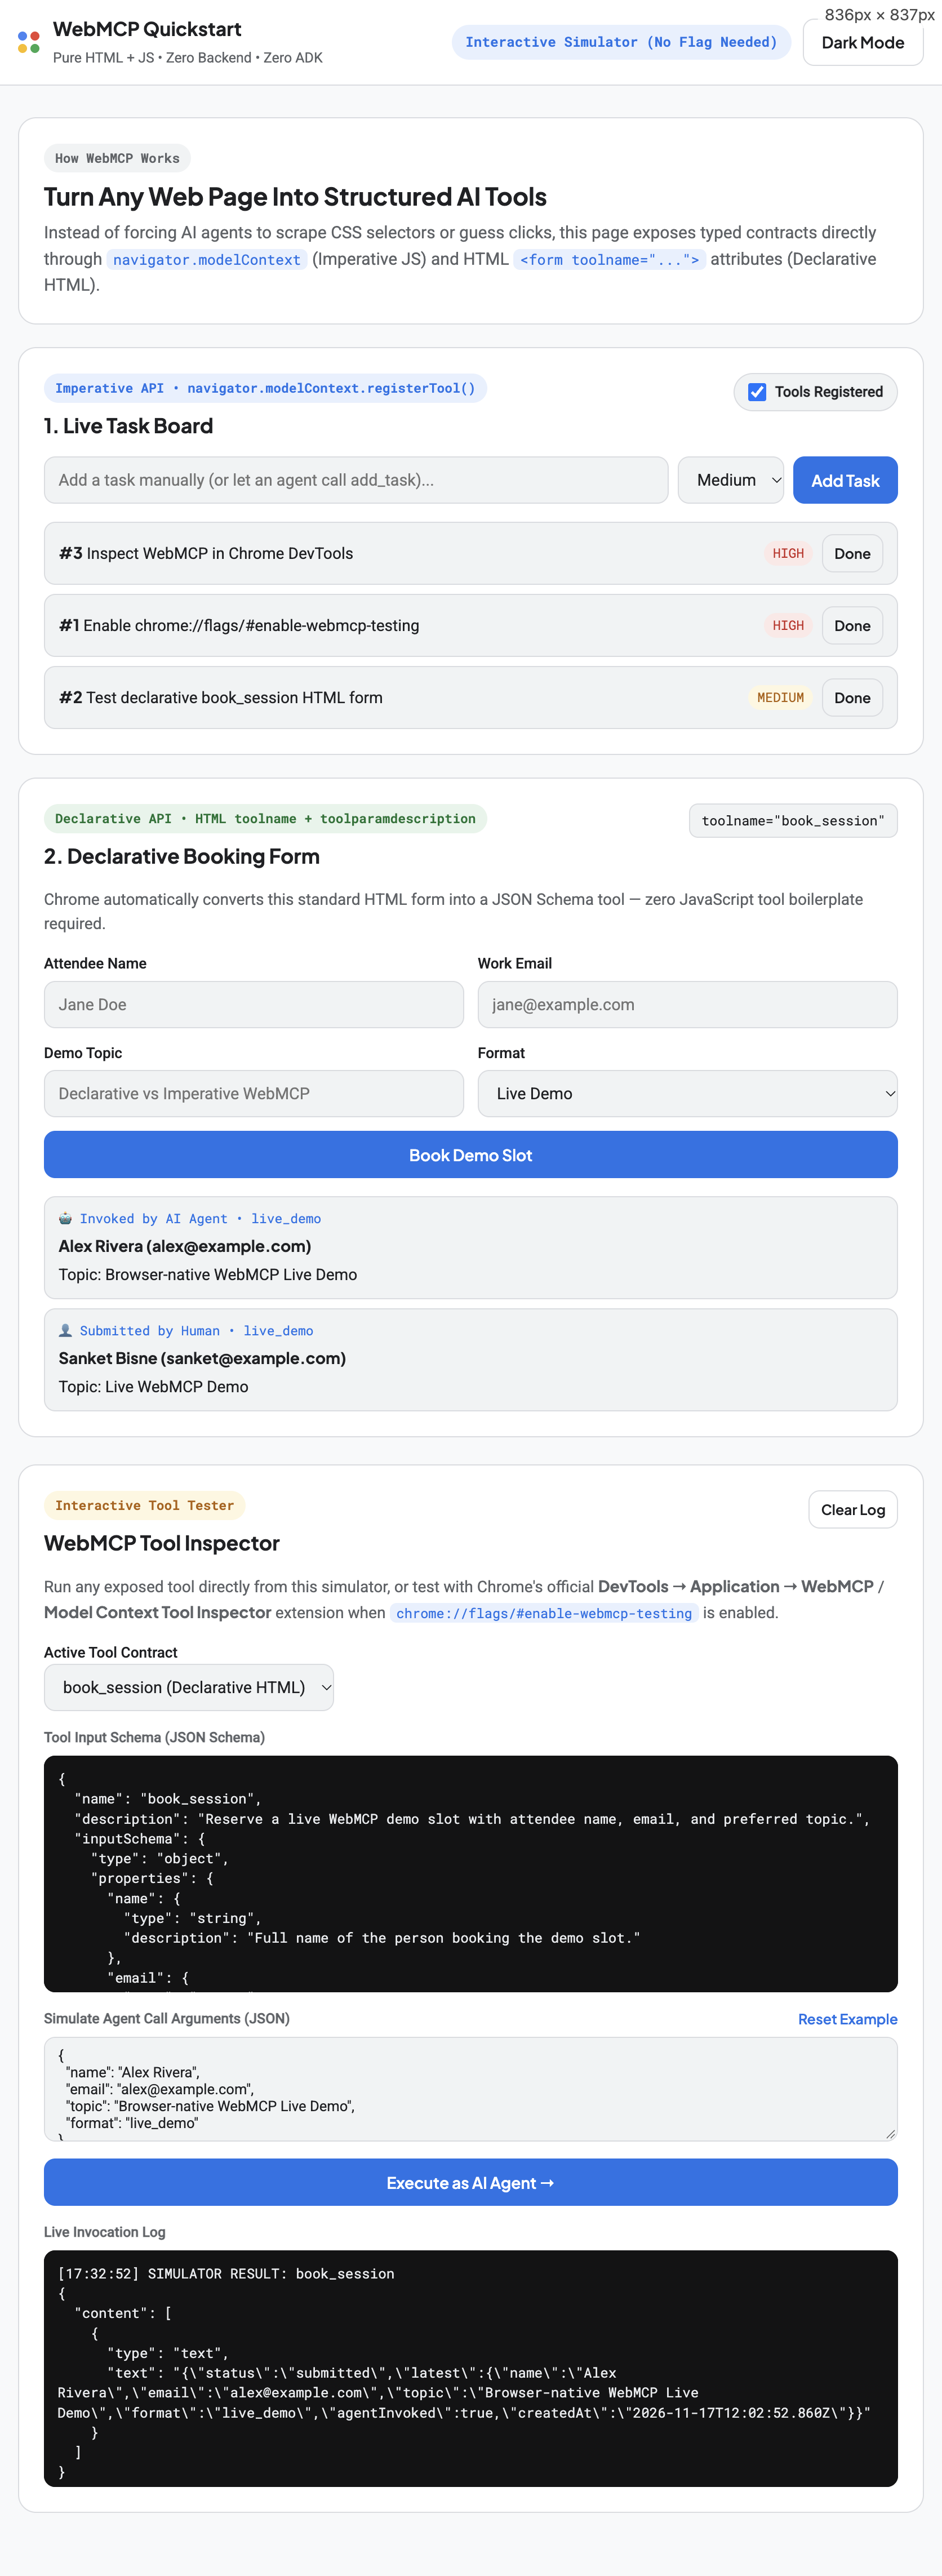 836px × 837px
WebMCP Quickstart
Pure HTML + JS • Zero Backend • Zero ADK
Interactive Simulator (No Flag Needed)
Dark Mode
How WebMCP Works
Turn Any Web Page Into Structured AI Tools
Instead of forcing AI agents to scrape CSS selectors or guess clicks, this page exposes typed contracts directly
through navigator.modelContext (Imperative JS) and HTML <form toolname="..."> attributes (Declarative
HTML).
Imperative API • navigator.modelContext.registerTool()
Tools Registered
1. Live Task Board
Add a task manually (or let an agent call add_task)...
Medium
Add Task
#3 Inspect WebMCP in Chrome DevTools
HIGH
Done
#1 Enable chrome://flags/#enable-webmcp-testing
HIGH
Done
#2 Test declarative book_session HTML form
MEDIUM
Done
Declarative API • HTML toolname + toolparamdescription
toolname="book_session"
2. Declarative Booking Form
Chrome automatically converts this standard HTML form into a JSON Schema tool — zero JavaScript tool boilerplate
required.
Attendee Name
Work Email
Jane Doe
jane@example.com
Demo Topic
Format
Declarative vs Imperative WebMCP
Live Demo
Book Demo Slot
🤖 Invoked by AI Agent • live_demo
Alex Rivera (alex@example.com)
Topic: Browser-native WebMCP Live Demo
👤 Submitted by Human • live_demo
Sanket Bisne (sanket@example.com)
Topic: Live WebMCP Demo
Interactive Tool Tester
Clear Log
WebMCP Tool Inspector
Run any exposed tool directly from this simulator, or test with Chrome's official DevTools → Application → WebMCP /
Model Context Tool Inspector extension when chrome://flags/#enable-webmcp-testing is enabled.
Active Tool Contract
book_session (Declarative HTML)
Tool Input Schema (JSON Schema)
{
  "name": "book_session",
  "description": "Reserve a live WebMCP demo slot with attendee name, email, and preferred topic.",
  "inputSchema": {
    "type": "object",
    "properties": {
      "name": {
        "type": "string",
        "description": "Full name of the person booking the demo slot."
      },
      "email": {
Simulate Agent Call Arguments (JSON)
Reset Example
{
  "name": "Alex Rivera",
  "email": "alex@example.com",
  "topic": "Browser-native WebMCP Live Demo",
  "format": "live_demo"
}
Execute as AI Agent →
Live Invocation Log
[17:32:52] SIMULATOR RESULT: book_session
{
  "content": [
    {
      "type": "text",
      "text": "{\"status\":\"submitted\",\"latest\":{\"name\":\"Alex
Rivera\",\"email\":\"alex@example.com\",\"topic\":\"Browser-native WebMCP Live
Demo\",\"format\":\"live_demo\",\"agentInvoked\":true,\"createdAt\":\"2026-11-17T12:02:52.860Z\"}}"
    }
  ]
}